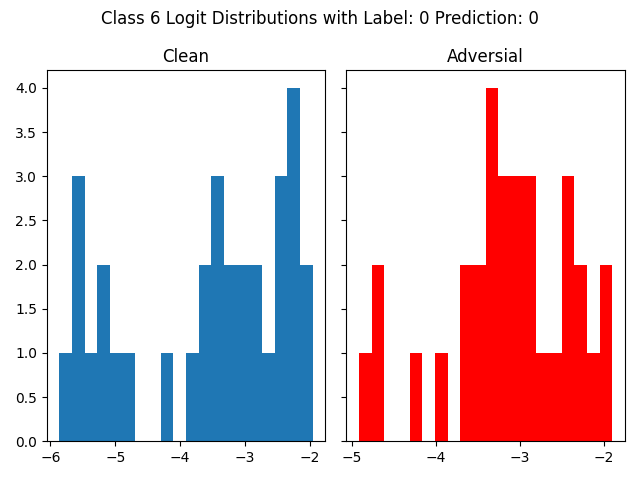 Class 6 Logit Distributions with Label: 0 Prediction: 0
Clean
Adversial
4.0
3.5
3.0
2.5
2.0
1.5
1.0
0.5
0.0
−6 −5 −4 −3 −2
−5 −4 −3 −2